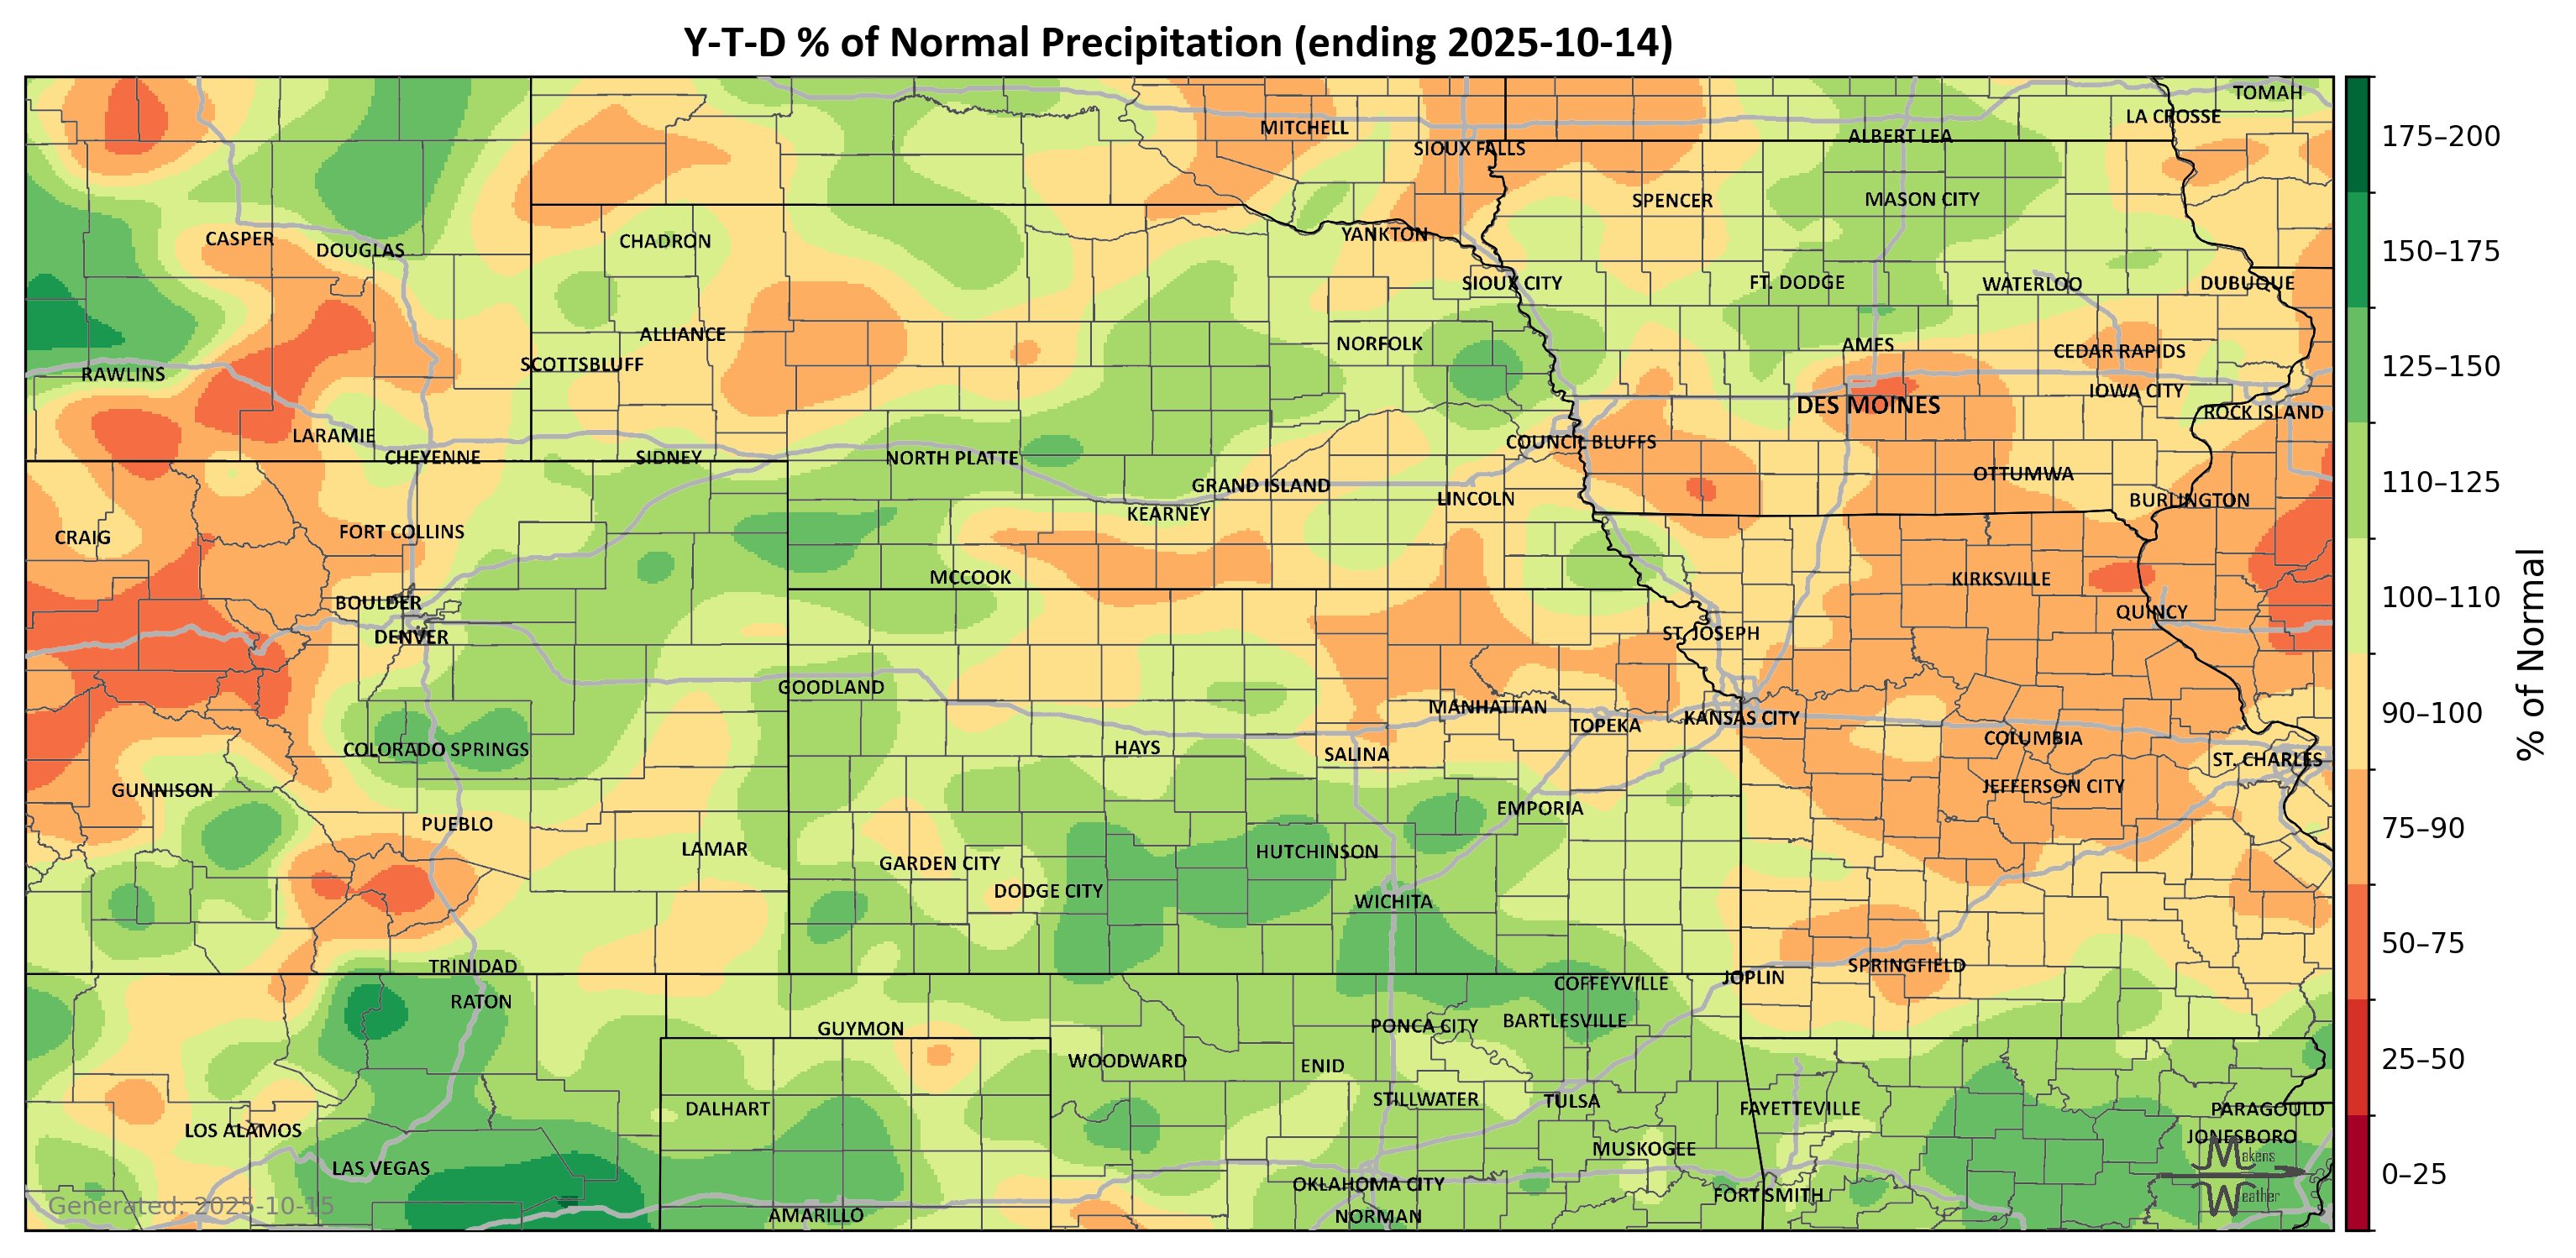 Y-T-D % of Normal Precipitation (ending 2025-10-14)
TOMAH
LA CROSSE
MITCHELL
ALBERT LEA
SIOUX FALLS
SPENCER
MASON CITY
YANKTON
CASPER
DOUGLAS
CHADRON
SIOUX CITY
FT. DODGE
WATERLOO
DUBUQUE
ALLIANCE
NORFOLK
AMES
CEDAR RAPIDS
SCOTTSBLUFF
RAWLINS
IOWA CITY
DES MOINES
ROCK ISLAND
LARAMIE
COUNCIL BLUFFS
CHEYENNE
SIDNEY
NORTH PLATTE
OTTUMWA
GRAND ISLAND
LINCOLN
BURLINGTON
KEARNEY
CRAIG
FORT COLLINS
MCCOOK
KIRKSVILLE
BOULDER
QUINCY
DENVER
ST. JOSEPH
GOODLAND
MANHATTAN
TOPEKA
KANSAS CITY
COLUMBIA
COLORADO SPRINGS
HAYS
SALINA
ST. CHARLES
GUNNISON
JEFFERSON CITY
EMPORIA
PUEBLO
LAMAR
HUTCHINSON
GARDEN CITY
DODGE CITY
WICHITA
TRINIDAD
SPRINGFIELD
JOPLIN
COFFEYVILLE
RATON
GUYMON
PONCA CITY
BARTLESVILLE
WOODWARD
ENID
DALHART
STILLWATER
TULSA
FAYETTEVILLE
PARAGOULD
LOS ALAMOS
JONESBORO
MUSKOGEE
LAS VEGAS
OKLAHOMA CITY
FORT SMITH
AMARILLO
NORMAN
Generated: 2025-10-15
Makens
Weather
175–200
150–175
125–150
110–125
100–110
90–100
75–90
50–75
25–50
0–25
% of Normal